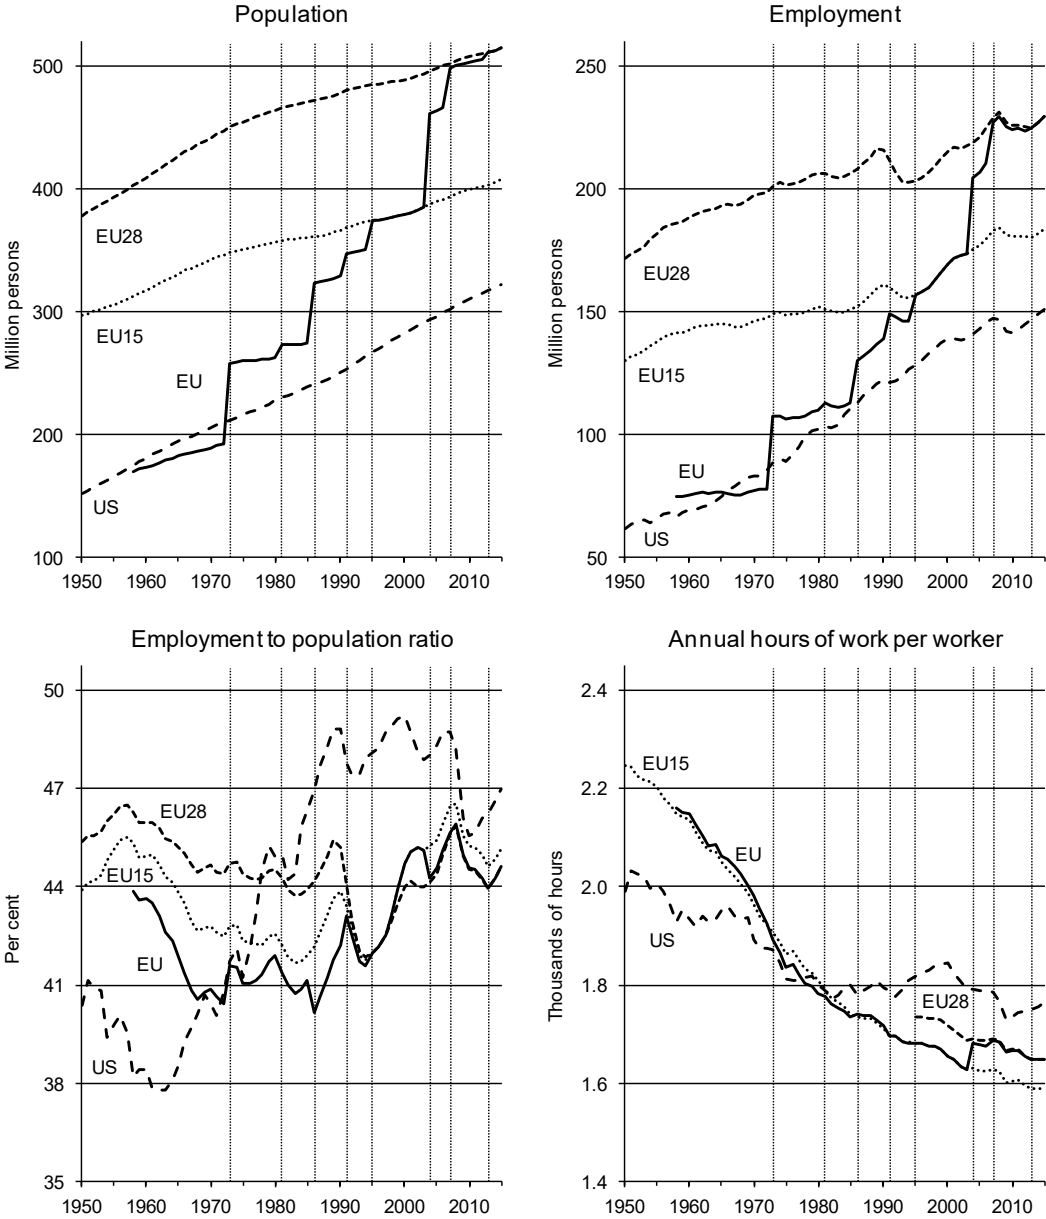 Population
Employment
500
400
300
200
100
Million persons
EU28
EU15
EU
US
1950 1960 1970 1980 1990 2000 2010
250
200
150
100
50
Million persons
EU28
EU15
EU
US
1950 1960 1970 1980 1990 2000 2010
Employment to population ratio
Annual hours of work per worker
50
47
44
41
38
35
Per cent
EU28
EU15
EU
US
1950 1960 1970 1980 1990 2000 2010
2.4
2.2
2.0
1.8
1.6
1.4
Thousands of hours
EU15
EU
US
EU28
1950 1960 1970 1980 1990 2000 2010